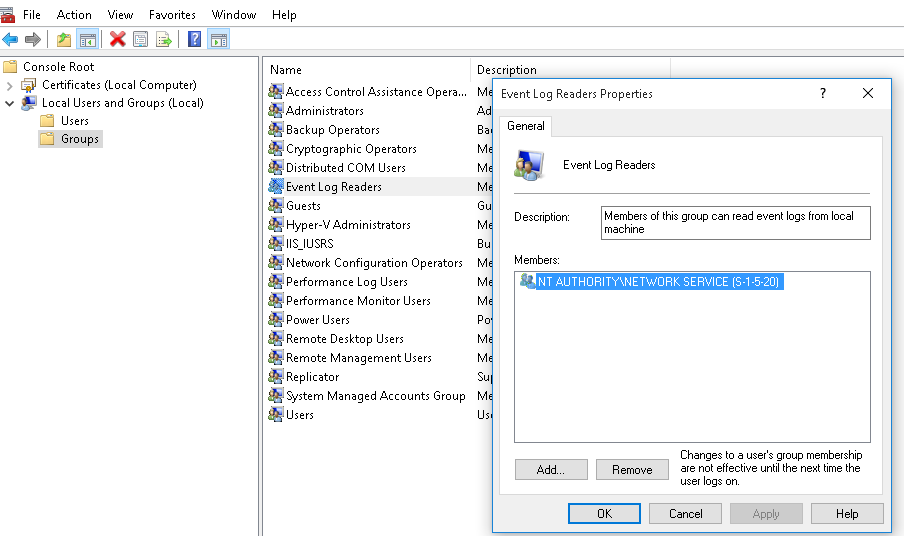 File Action View Favorites Window Help
Console Root
Certificates (Local Computer)
Local Users and Groups (Local)
Users
Groups
Name Description
Access Control Assistance Opera... Me
Administrators Ad
Backup Operators Bac
Cryptographic Operators Me
Distributed COM Users Me
Event Log Readers Me
Guests Gu
Hyper-V Administrators Me
IIS_IUSRS Bu
Network Configuration Operators Me
Performance Log Users Me
Performance Monitor Users Me
Power Users Po
Remote Desktop Users Me
Remote Management Users Me
Replicator Sup
System Managed Accounts Group Me
Users Use
Event Log Readers Properties ?
General
Event Log Readers
Description:
Members of this group can read event logs from local
machine
Members:
NT AUTHORITY\NETWORK SERVICE (S-1-5-20)
Add... Remove
Changes to a user's group membership
are not effective until the next time the
user logs on.
OK Cancel Apply Help